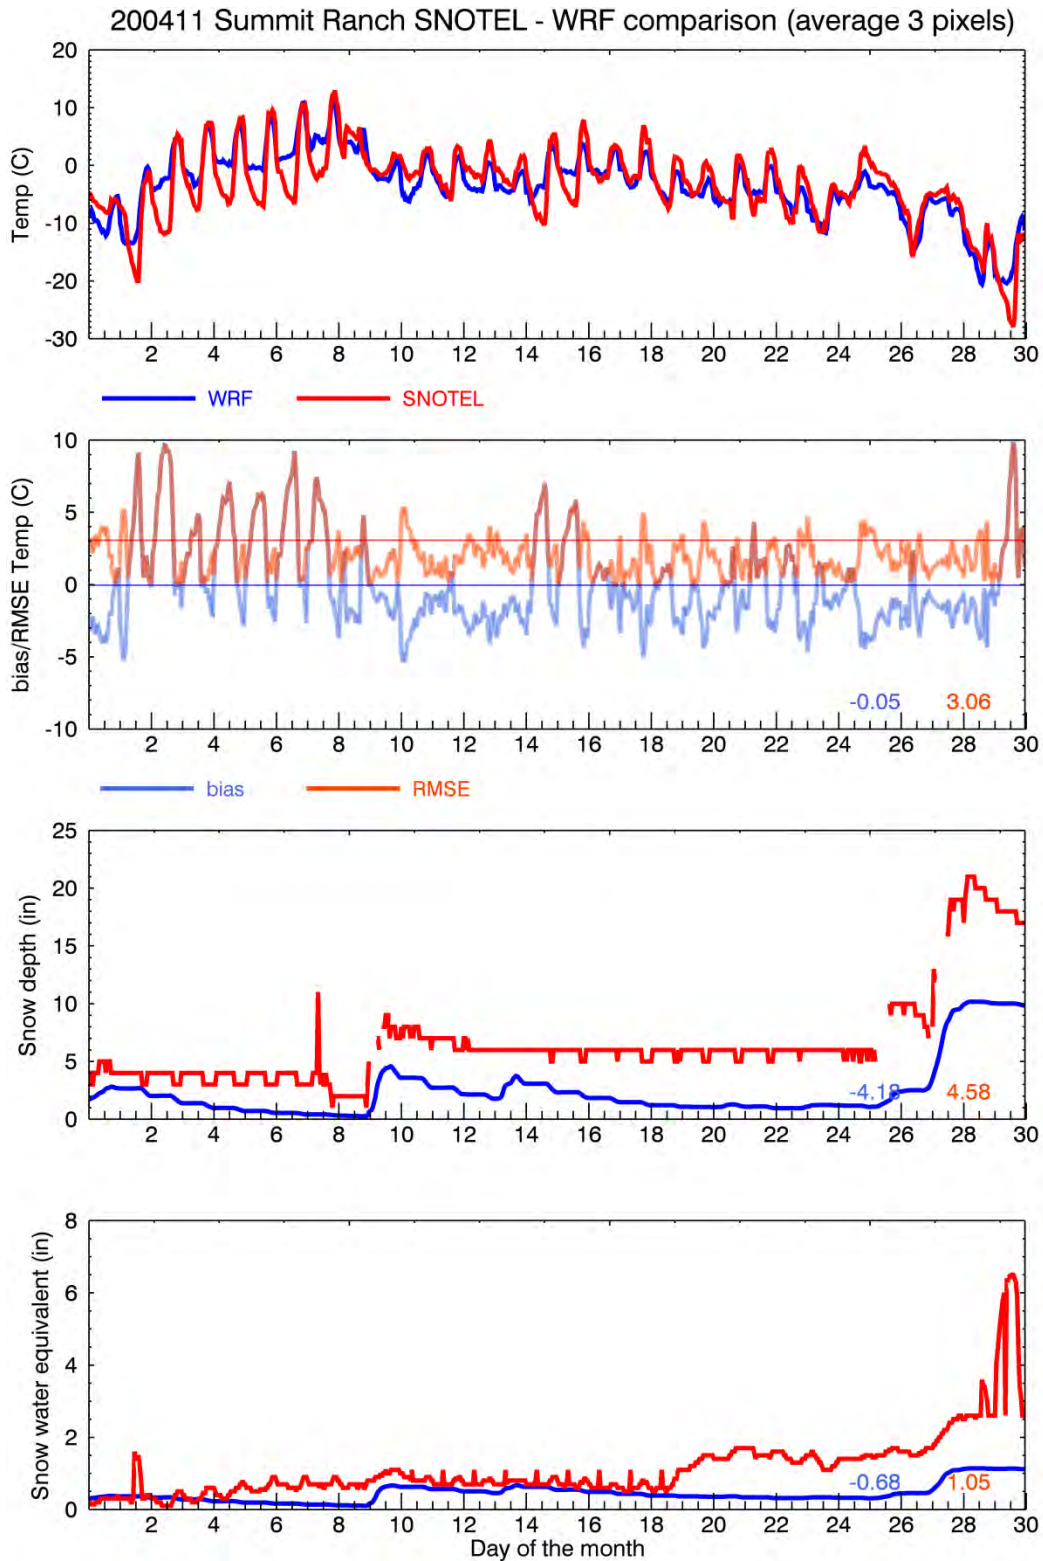 200411 Summit Ranch SNOTEL - WRF comparison (average 3 pixels)
Temp (C)
20
10
0
-10
-20
-30
2 4 6 8 10 12 14 16 18 20 22 24 26 28 30
WRF SNOTEL
bias/RMSE Temp (C)
10
5
0
-5
-0.05 3.06
-10
2 4 6 8 10 12 14 16 18 20 22 24 26 28 30
bias RMSE
Snow depth (in)
25
20
15
10
5
-4.18 4.58
0
2 4 6 8 10 12 14 16 18 20 22 24 26 28 30
Snow water equivalent (in)
8
6
4
2
-0.68 1.05
0
2 4 6 8 10 12 14 16 18 20 22 24 26 28 30
Day of the month